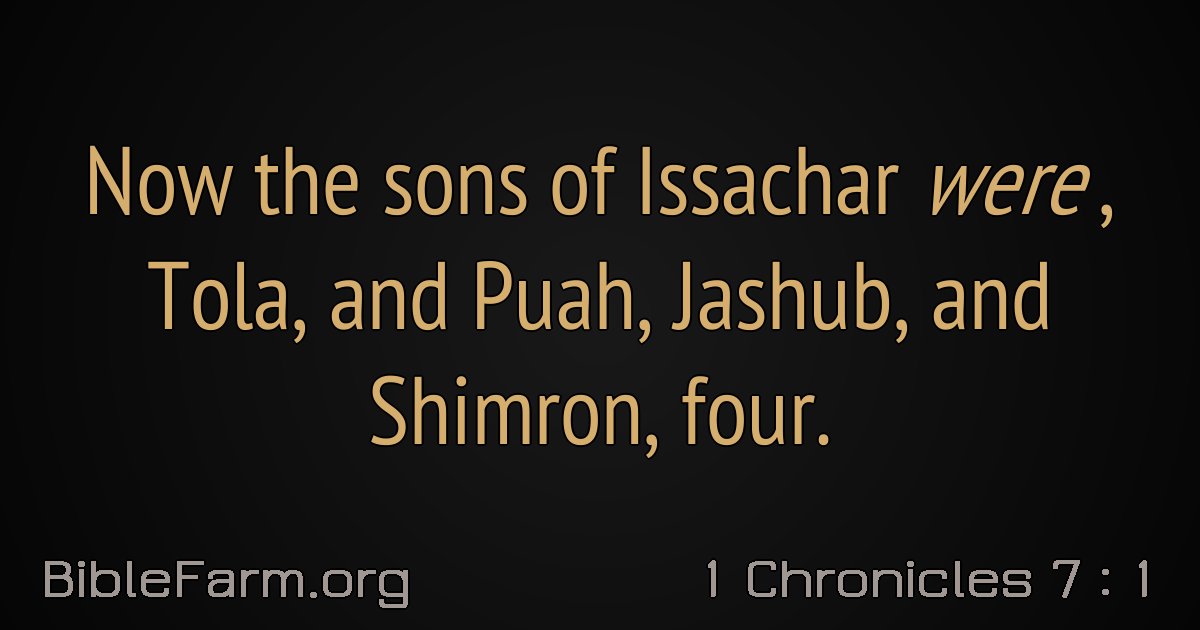 Now the sons of Issachar were ,
Tola, and Puah, Jashub, and
Shimron, four.
BibleFarm.org
1 Chronicles 7 : 1